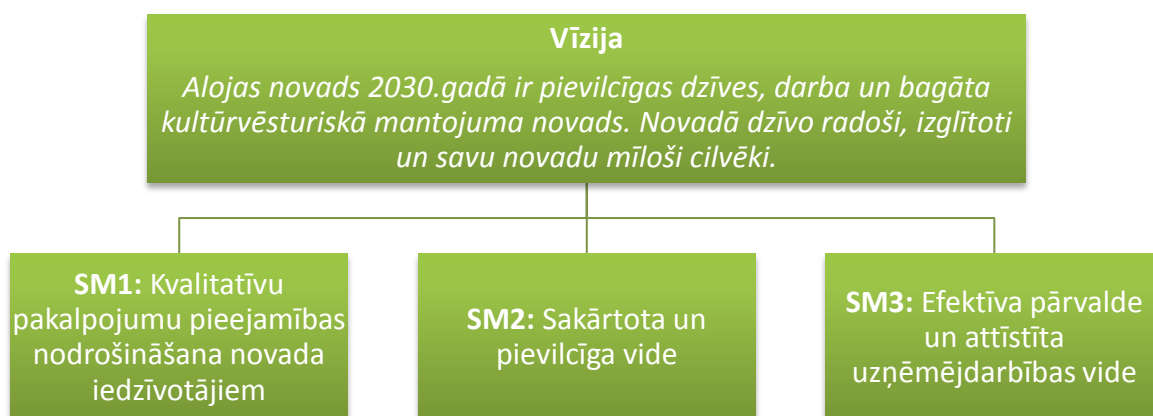 Vīzija
Alojas novads 2030.gadā ir pievilcīgas dzīves, darba un bagāta
kultūrvēsturiskā mantojuma novads. Novadā dzīvo radoši, izglītoti
un savu novadu mīloši cilvēki.
SM1: Kvalitatīvu
pakalpojumu pieejamības
nodrošināšana novada
iedzīvotājiem
SM2: Sakārtota un
pievilcīga vide
SM3: Efektīva pārvalde
un attīstīta
uzņēmējdarbības vide